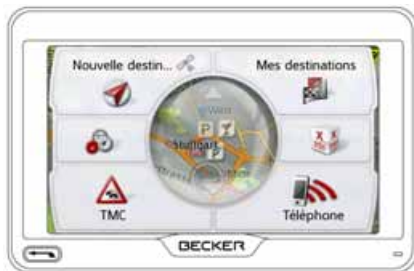 Nouvelle destin...
Mes destinations
P
Stuttgart
P
TMC
Téléphone
BECKER